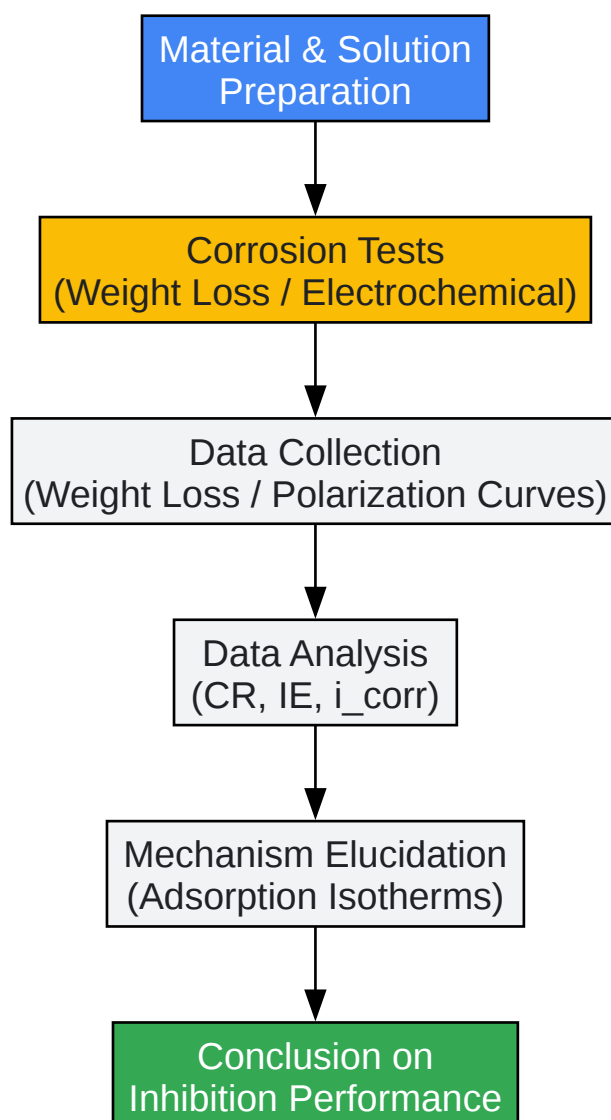 Material & Solution
Preparation
Corrosion Tests
(Weight Loss / Electrochemical)
Data Collection
(Weight Loss / Polarization Curves)
Data Analysis
(CR, IE, i_corr)
Mechanism Elucidation
(Adsorption Isotherms)
Conclusion on
Inhibition Performance